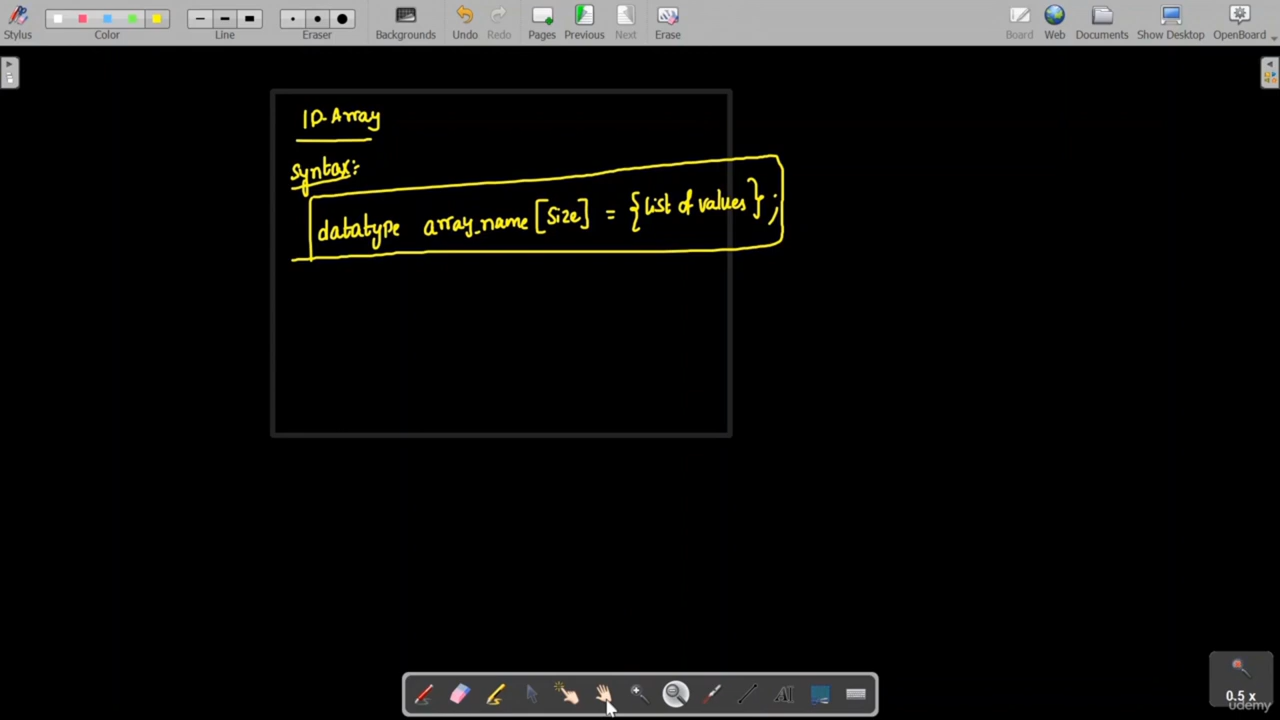 Stylus
Color
Line
Eraser
Backgrounds
Undo
Redo
Pages
Previous
Next
Erase
Board
Web
Documents
Show Desktop
OpenBoard
1D-Array
Syntax:
datatype array_name[Size] = {List of values};
0.5 x
udemy